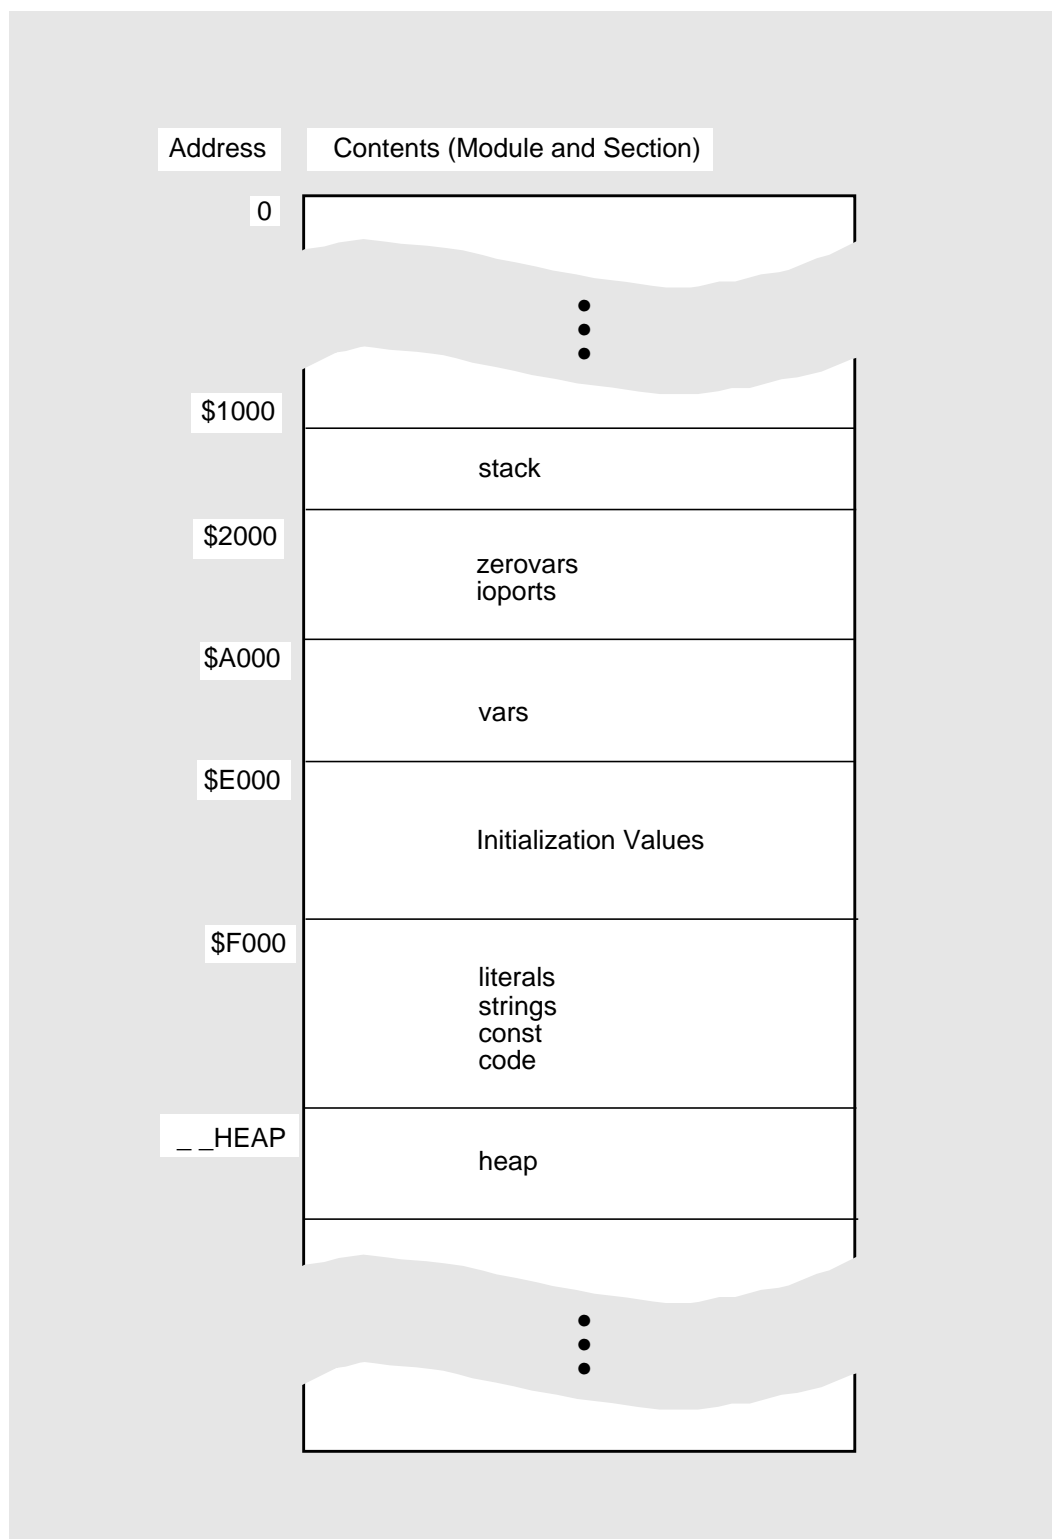 Address Contents (Module and Section)
0
$1000
stack
$2000
zerovars
ioports
$A000
vars
$E000
Initialization Values
$F000
literals
strings
const
code
_ _HEAP
heap